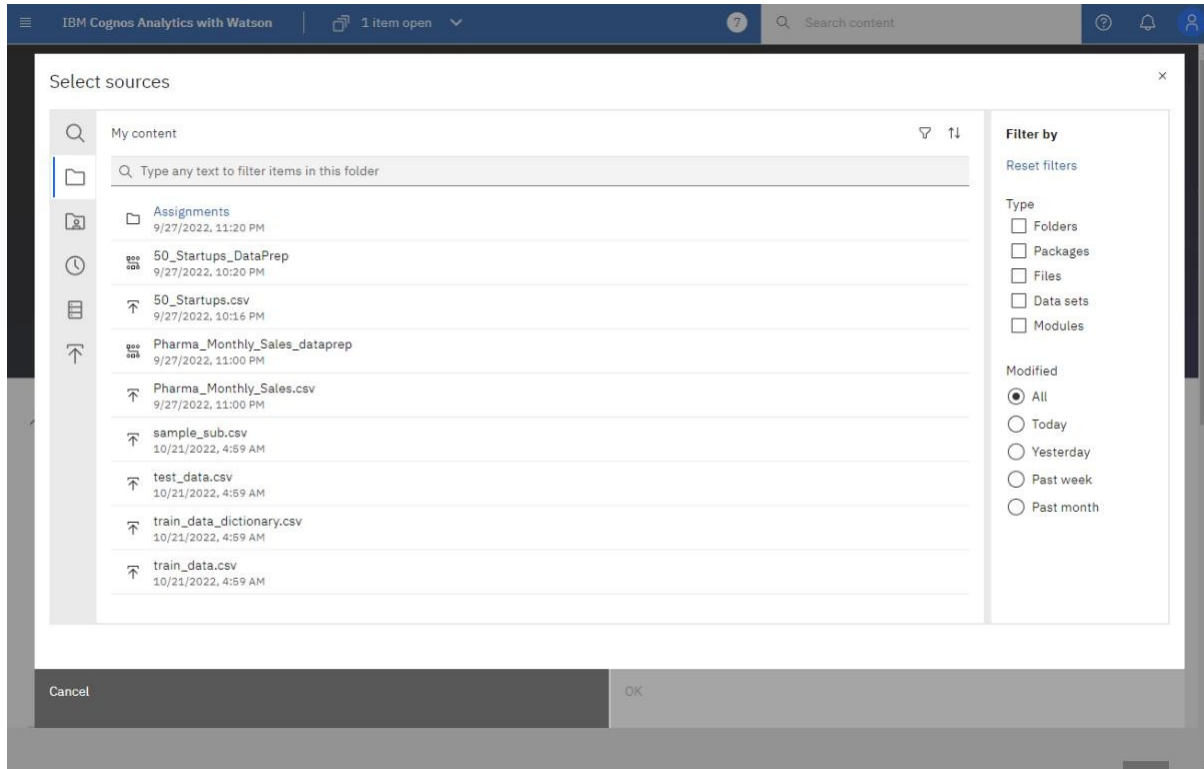 IBM Cognos Analytics with Watson
1 item open
7
Search content
Select sources
My content
Type any text to filter items in this folder
Assignments
9/27/2022, 11:20 PM
50_Startups_DataPrep
9/27/2022, 10:20 PM
50_Startups.csv
9/27/2022, 10:16 PM
Pharma_Monthly_Sales_dataprep
9/27/2022, 11:00 PM
Pharma_Monthly_Sales.csv
9/27/2022, 11:00 PM
sample_sub.csv
10/21/2022, 4:59 AM
test_data.csv
10/21/2022, 4:59 AM
train_data_dictionary.csv
10/21/2022, 4:59 AM
train_data.csv
10/21/2022, 4:59 AM
Filter by
Reset filters
Type
Folders
Packages
Files
Data sets
Modules
Modified
All
Today
Yesterday
Past week
Past month
Cancel
OK